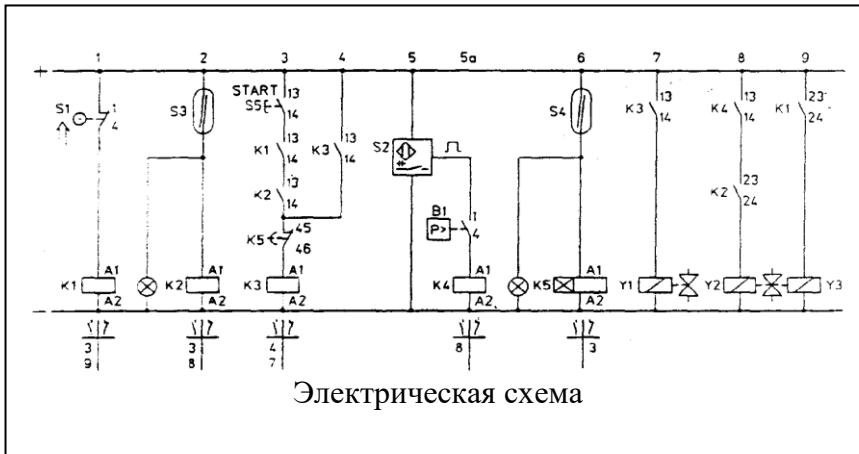 1 2 3 4 5 5a 6 7 8 9
+
START
S1 1 4
S3
S5 13 14
K1 13 14
K2 13 14
K3 13 14
K5 45 46
S2
B1 P> 1 4
S4
K3 13 14
K4 13 14
K2 23 24
K1 23 24
K1 A1 A2
K2 A1 A2
K3 A1 A2
K4 A1 A2
K5 A1 A2
Y1
Y2
Y3
3 3 4 8 3
9 8 7
Электрическая схема